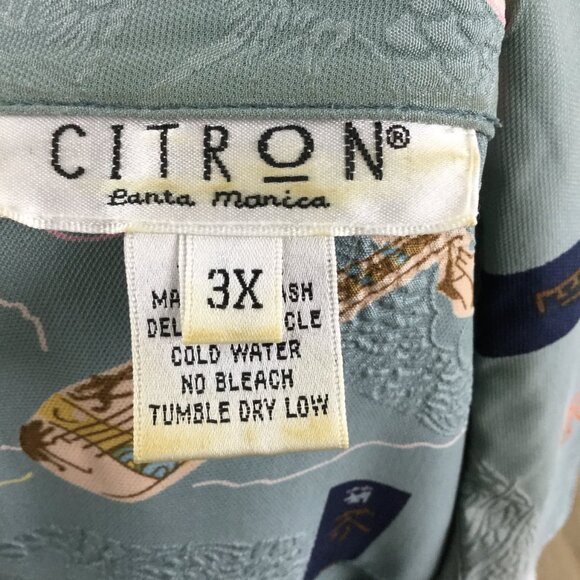 CITRON®
Santa Monica
3X
COLD WATER
NO BLEACH
TUMBLE DRY LOW